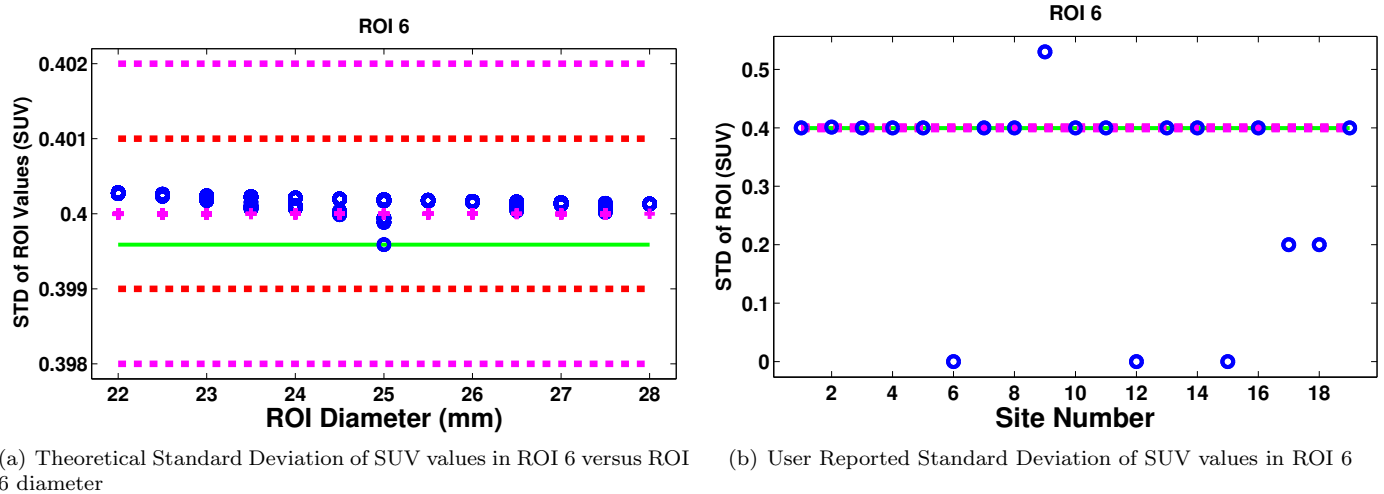 ROI 6
STD of ROI Values (SUV)
0.402
0.401
0.4
0.399
0.398
22 23 24 25 26 27 28
ROI Diameter (mm)
(a) Theoretical Standard Deviation of SUV values in ROI 6 versus ROI
6 diameter
ROI 6
STD of ROI (SUV)
0.5
0.4
0.3
0.2
0.1
0
2 4 6 8 10 12 14 16 18
Site Number
(b) User Reported Standard Deviation of SUV values in ROI 6